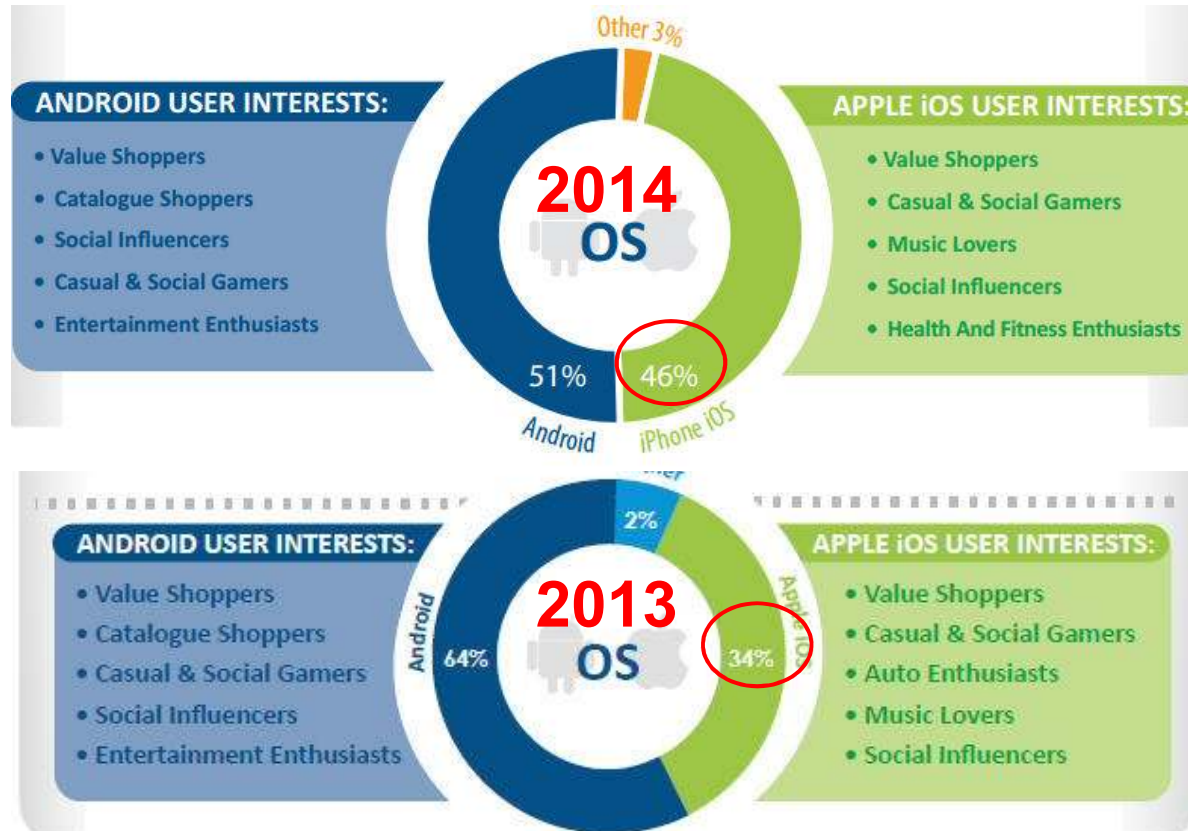 Other 3%
ANDROID USER INTERESTS:
• Value Shoppers
• Catalogue Shoppers
• Social Influencers
• Casual & Social Gamers
• Entertainment Enthusiasts
2014
OS
51%
46%
Android
iPhone iOS
APPLE iOS USER INTERESTS:
• Value Shoppers
• Casual & Social Gamers
• Music Lovers
• Social Influencers
• Health And Fitness Enthusiasts
ANDROID USER INTERESTS:
• Value Shoppers
• Catalogue Shoppers
• Casual & Social Gamers
• Social Influencers
• Entertainment Enthusiasts
Android
64%
2%
2013
OS
34%
Apple iOS
APPLE iOS USER INTERESTS:
• Value Shoppers
• Casual & Social Gamers
• Auto Enthusiasts
• Music Lovers
• Social Influencers